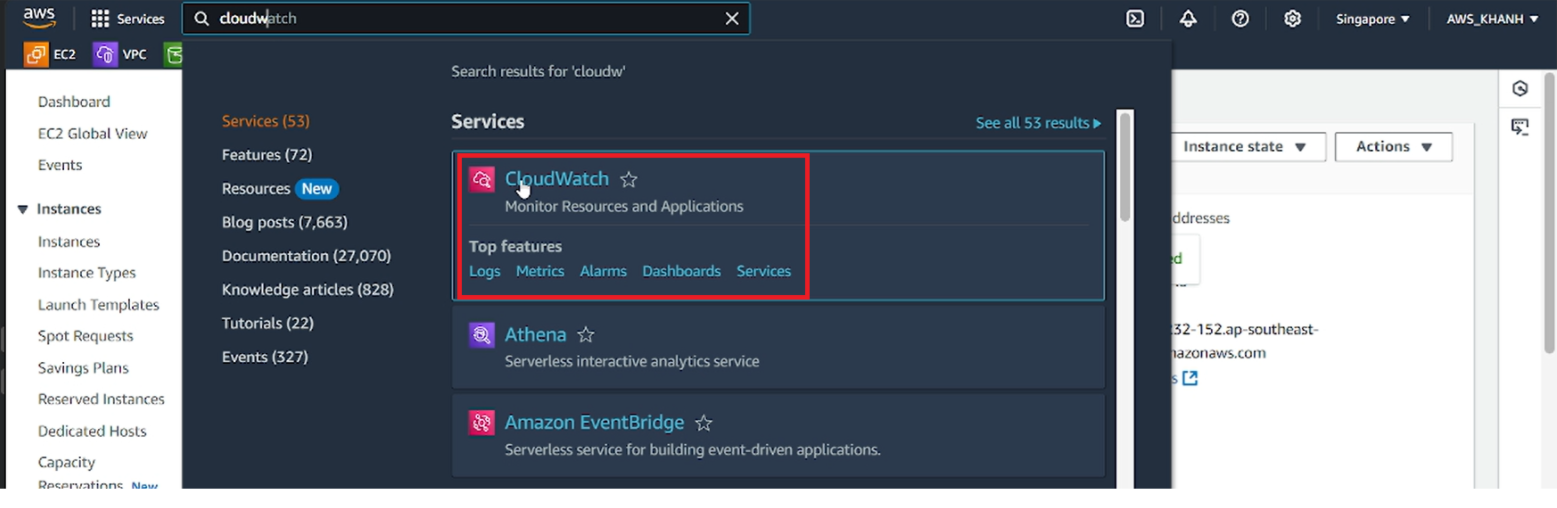 aws
Services
cloudwatch
Singapore
AWS_KHANH
EC2
VPC
Dashboard
EC2 Global View
Events
Instances
Instances
Instance Types
Launch Templates
Spot Requests
Savings Plans
Reserved Instances
Dedicated Hosts
Capacity
Reservations New
Search results for 'cloudw'
Services (53)
Features (72)
Resources New
Blog posts (7,663)
Documentation (27,070)
Knowledge articles (828)
Tutorials (22)
Events (327)
Services
See all 53 results
CloudWatch
Monitor Resources and Applications
Top features
Logs Metrics Alarms Dashboards Services
Athena
Serverless interactive analytics service
Amazon EventBridge
Serverless service for building event-driven applications.
Instance state
Actions
ddresses
ed
32-152.ap-southeast-
nazonaws.com
s